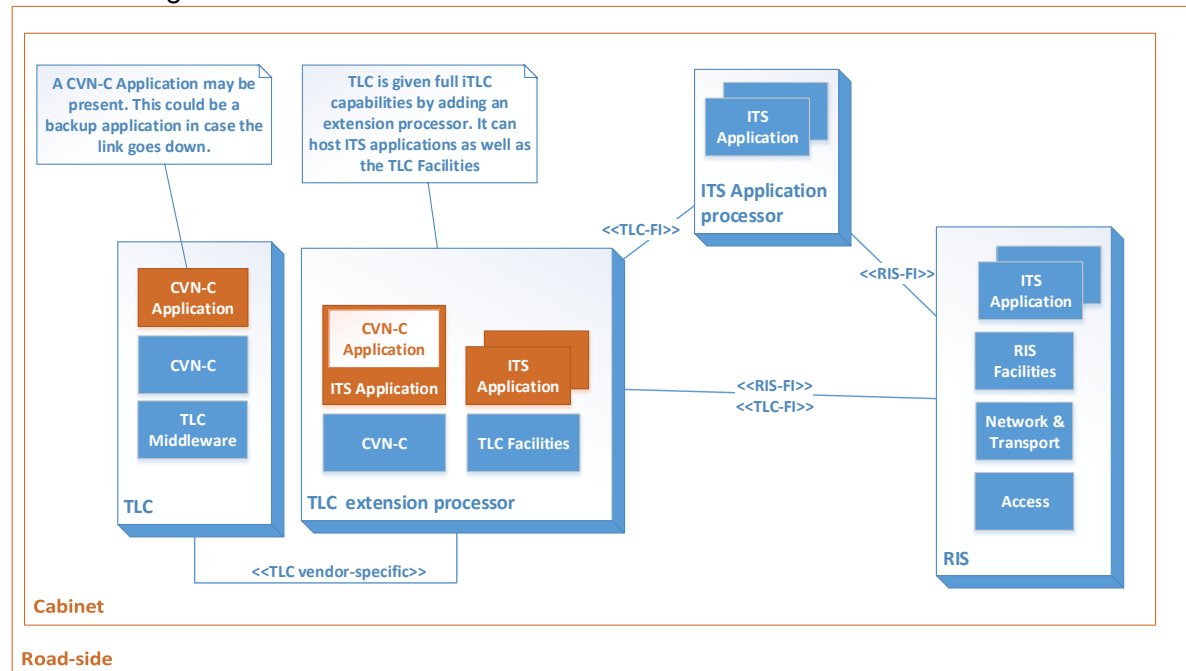 A CVN-C Application may be
present. This could be a
backup application in case the
link goes down.
TLC is given full iTLC
capabilities by adding an
extension processor. It can
host ITS applications as well as
the TLC Facilities
ITS
Application
ITS Application
processor
<<TLC-FI>>
<<RIS-FI>>
CVN-C
Application
CVN-C
TLC
Middleware
TLC
CVN-C
Application
ITS Application
ITS
Application
CVN-C
TLC Facilities
TLC extension processor
<<RIS-FI>>
<<TLC-FI>>
ITS
Application
RIS
Facilities
Network &
Transport
Access
RIS
<<TLC vendor-specific>>
Cabinet
Road-side